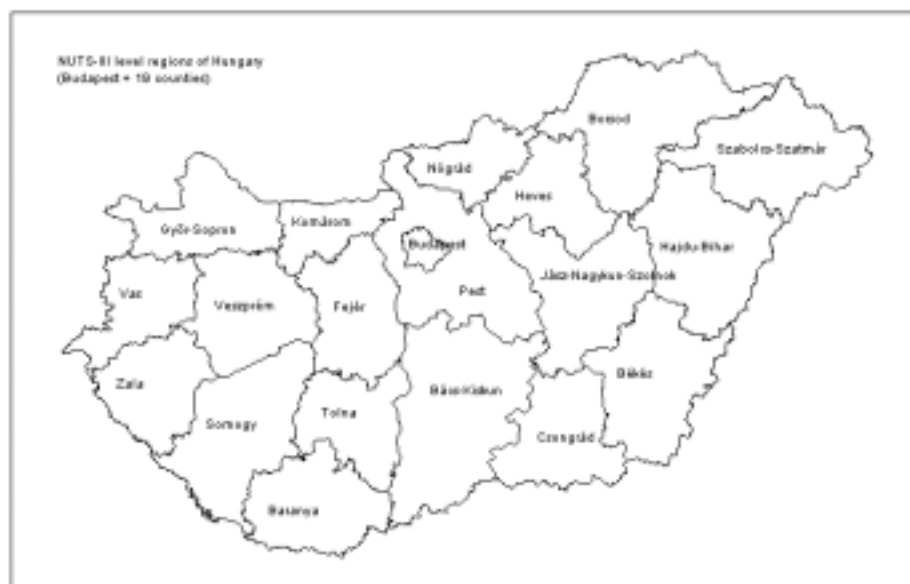 NUTS-III level regions of Hungary
(Budapest + 19 counties)
Borsod
Szabolcs-Szatmár
Nógrád
Heves
Komárom
Győr-Sopron
Budapest
Hajdu-Bihar
Jász-Nagykun-Szolnok
Vas
Veszprém
Fejér
Pest
Zala
Bács-Kiskun
Békés
Tolna
Somogy
Csongrád
Baranya